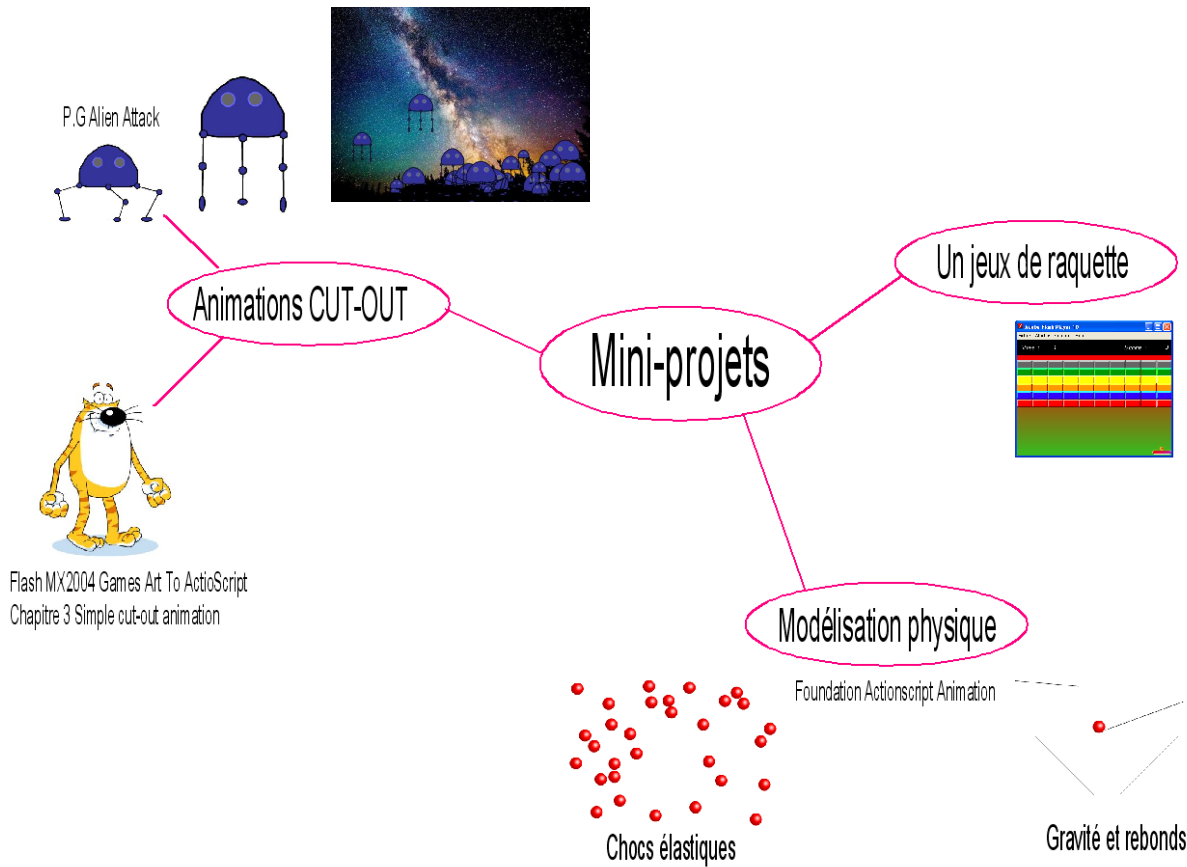 P.G Alien Attack
Animations CUT-OUT
Mini-projets
Un jeux de raquette
Flash MX2004 Games Art To ActioScript
Chapitre 3 Simple cut-out animation
Modélisation physique
Foundation Actionscript Animation
Chocs élastiques
Gravité et rebonds